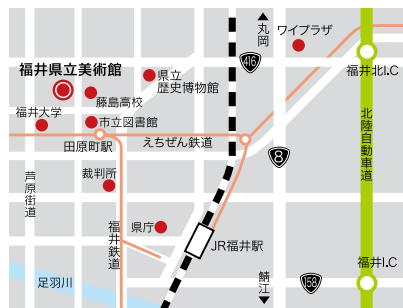 丸岡
ワイプラザ
416
福井北I.C
福井県立美術館
県立
歴史博物館
藤島高校
福井大学
市立図書館
田原町駅
えちぜん鉄道
8
北陸自動車道
裁判所
芦原街道
福井鉄道
県庁
JR福井駅
足羽川
鯖江
158
福井I.C